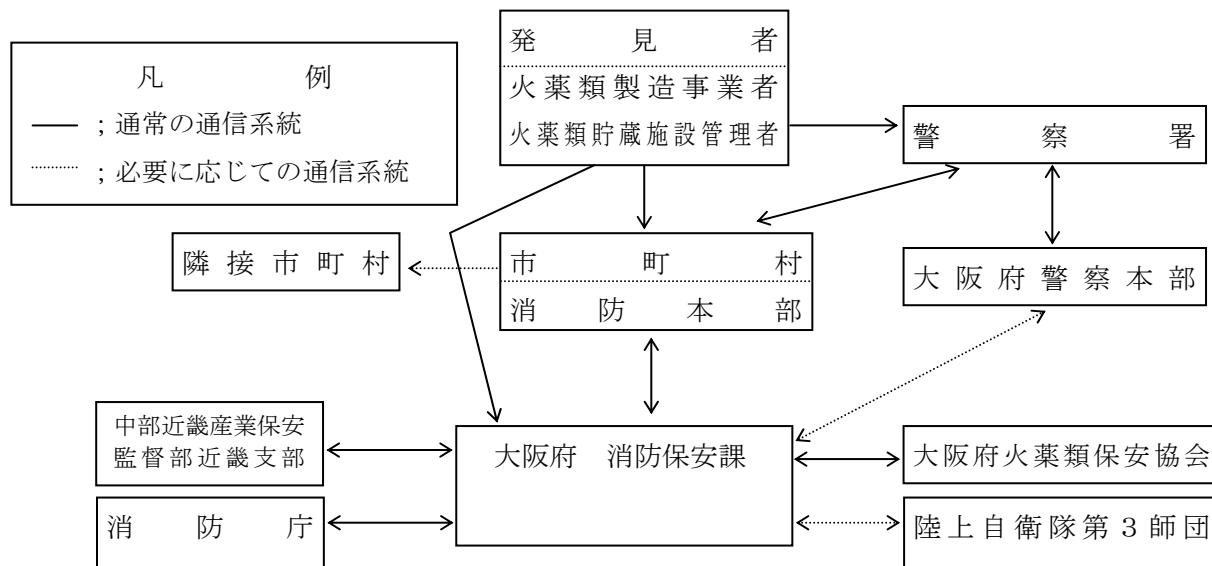 凡例
；通常の通信系統
；必要に応じての通信系統
発見者
火薬類製造事業者
火薬類貯蔵施設管理者
警察署
隣接市町村
市町村
消防本部
大阪府警察本部
中部近畿産業保安
監督部近畿支部
大阪府　消防保安課
大阪府火薬類保安協会
消防庁
陸上自衛隊第３師団